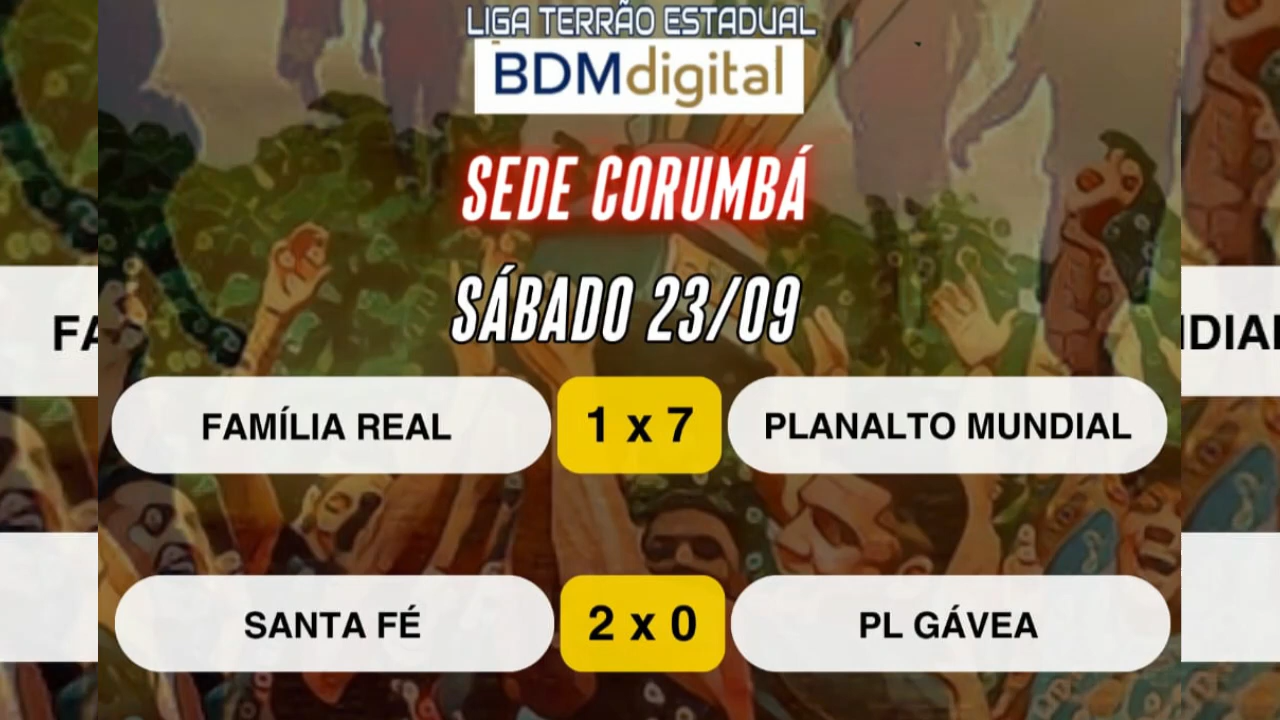 LIGA TERRÃO ESTADUAL
BDMdigital
SEDE CORUMBÁ
SÁBADO 23/09
FAMÍLIA REAL 1 x 7 PLANALTO MUNDIAL
SANTA FÉ 2 x 0 PL GÁVEA